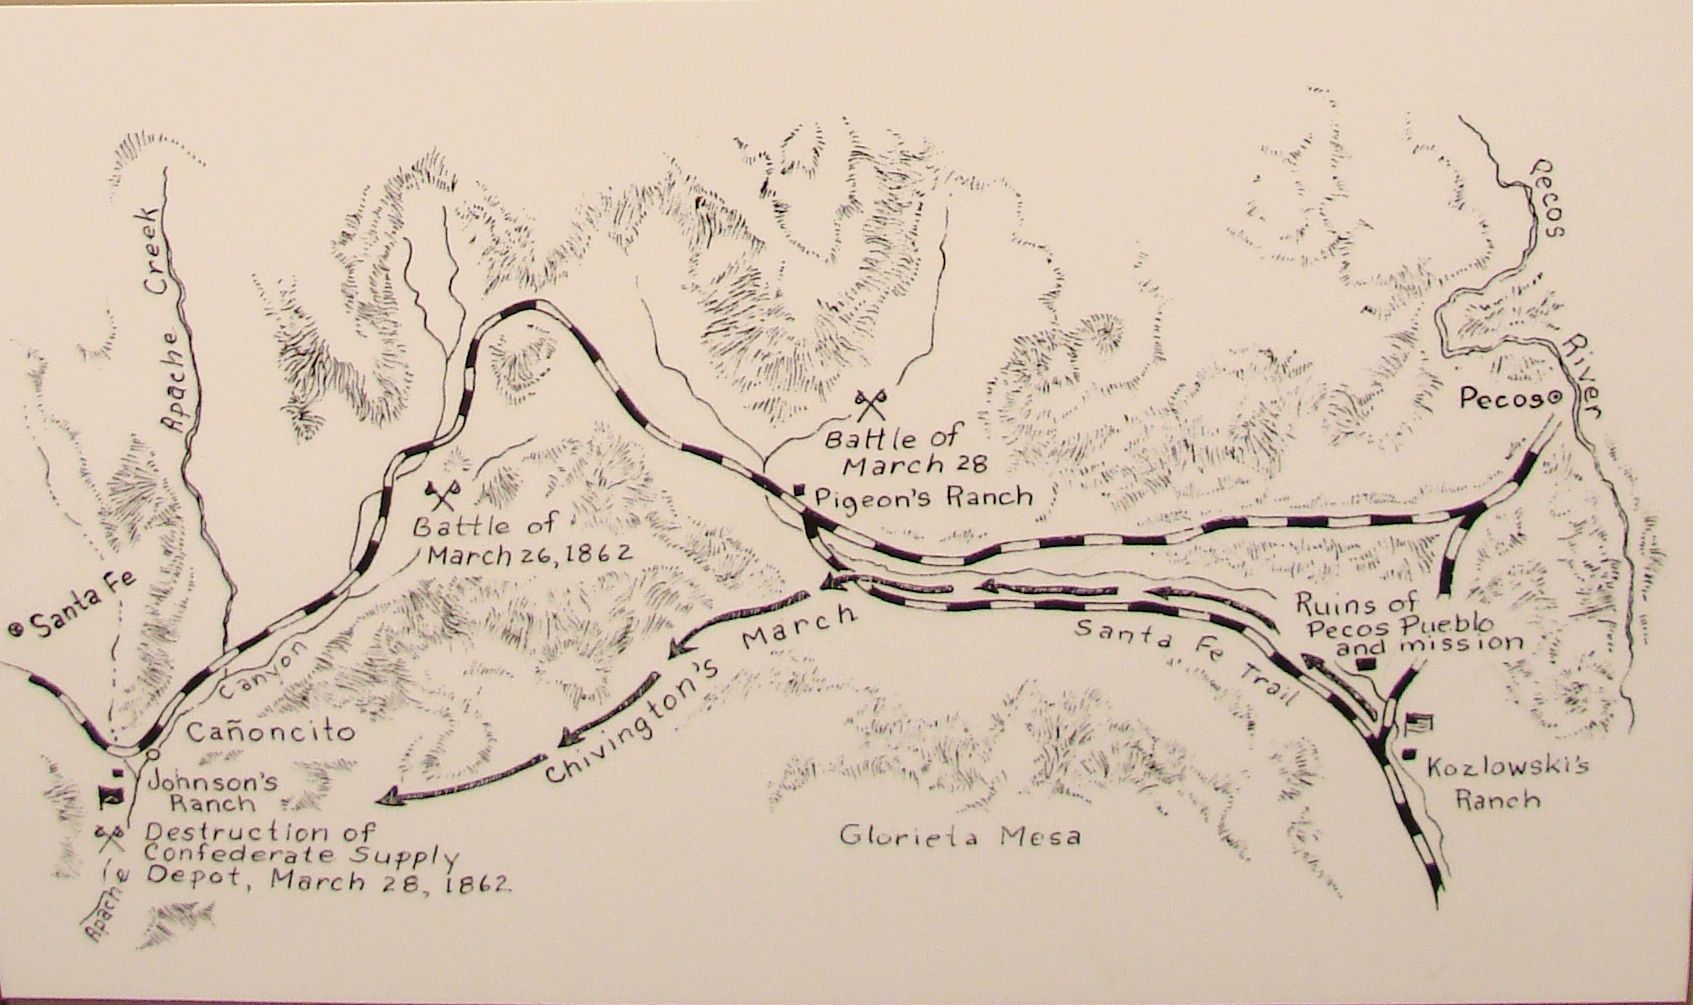 Pecos
River
Apache Creek
Pecos
Battle of
March 28
Pigeon's Ranch
Battle of
March 26, 1862
Santa Fe
Ruins of
Pecos Pueblo
and mission
Santa Fe Trail
Chivington's March
Canyon
Cañoncito
Johnson's
Ranch
Kozlowski's
Ranch
Glorieta Mesa
Destruction of
Confederate Supply
Depot, March 28, 1862
Apache